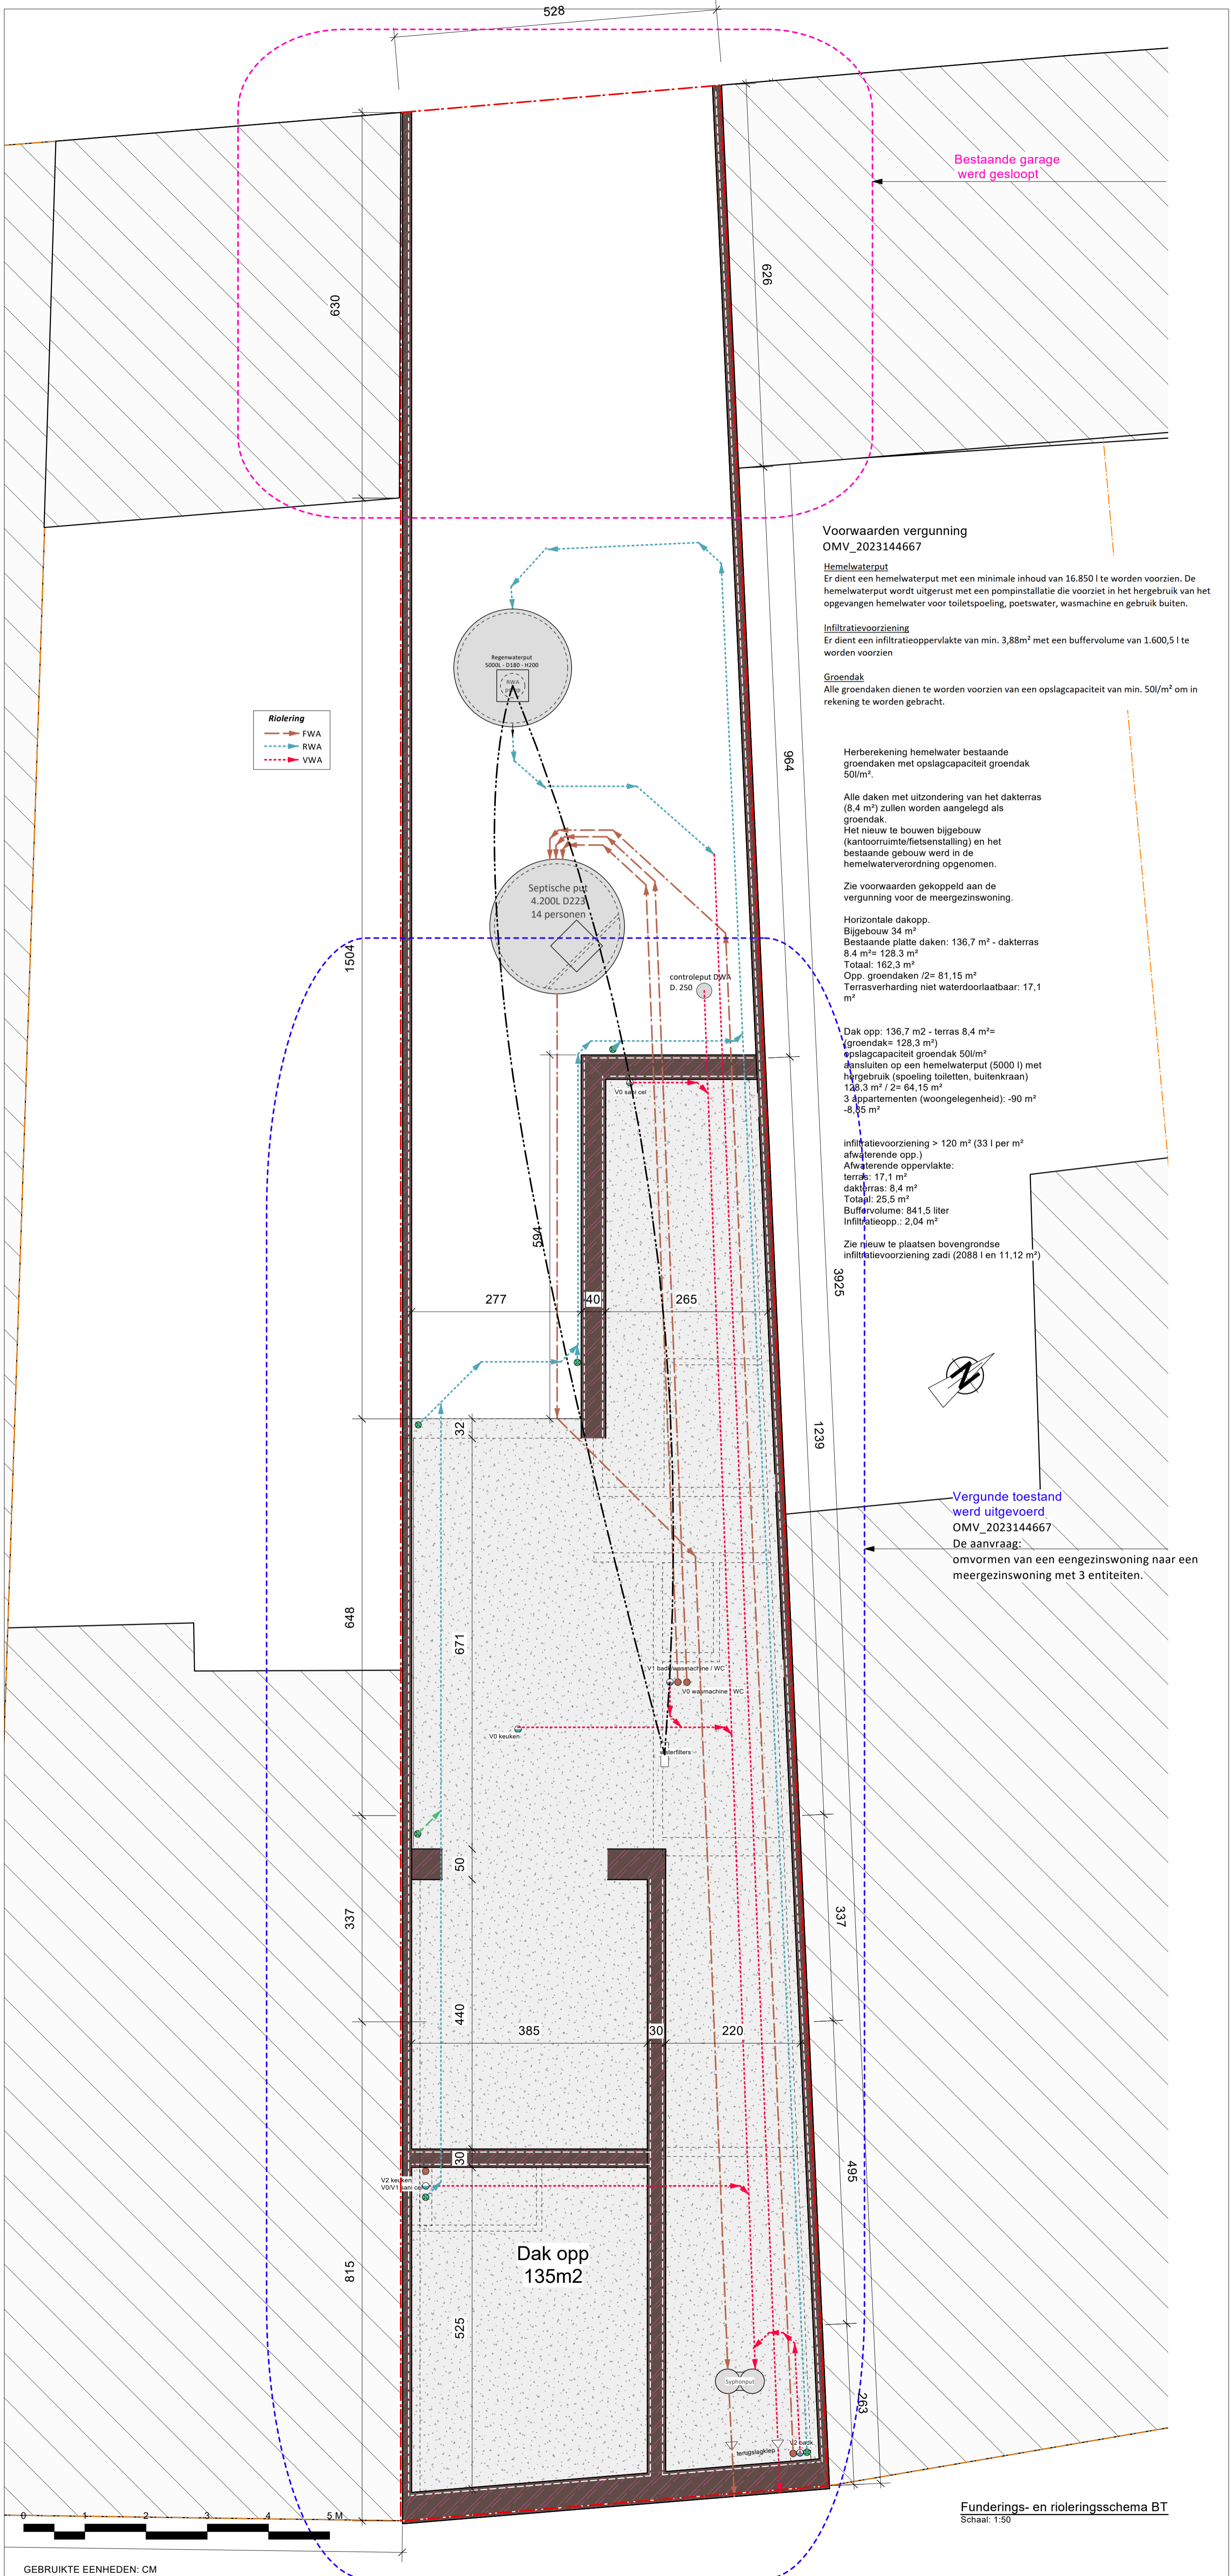 528
Bestaande garage
werd gesloopt
626
630
Voorwaarden vergunning
OMV_2023144667
Hemelwaterput
Er dient een hemelwaterput met een minimale inhoud van 16.850 l te worden voorzien. De
hemelwaterput wordt uitgerust met een pompinstallatie die voorziet in het hergebruik van het
opgevangen hemelwater voor toiletspoeling, poetswater, wasmachine en gebruik buiten.
Infiltratievoorziening
Er dient een infiltratieoppervlakte van min. 3,88m² met een buffervolume van 1.600,5 l te
worden voorzien
Groendak
Alle groendaken dienen te worden voorzien van een opslagcapaciteit van min. 50l/m² om in
rekening te worden gebracht.
Regenwaterput
5000L - D180 - H200
RWA
Riolering
FWA
RWA
VWA
964
Herberekening hemelwater bestaande
groendaken met opslagcapaciteit groendak
50l/m².
Alle daken met uitzondering van het dakterras
(8,4 m²) zullen worden aangelegd als
groendak.
Het nieuw te bouwen bijgebouw
(kantoorruimte/fietsenstalling) en het
bestaande gebouw werd in de
hemelwaterverordening opgenomen.
Zie voorwaarden gekoppeld aan de
vergunning voor de meergezinswoning.
Horizontale dakopp.
Bijgebouw 34 m²
Bestaande platte daken: 136,7 m² - dakterras
8.4 m²= 128.3 m²
Totaal: 162,3 m²
Opp. groendaken /2= 81,15 m²
Terrasverharding niet waterdoorlaatbaar: 17,1
m²
Septische put
4.200L D223
14 personen
1504
controleput DWA
D. 250
Dak opp: 136,7 m2 - terras 8,4 m²=
(groendak= 128,3 m²)
opslagcapaciteit groendak 50l/m²
aansluiten op een hemelwaterput (5000 l) met
hergebruik (spoeling toiletten, buitenkraan)
128,3 m² / 2= 64,15 m²
3 appartementen (woongelegenheid): -90 m²
-8,85 m²
V0 sani cel
infiltratievoorziening > 120 m² (33 l per m²
afwaterende opp.)
Afwaterende oppervlakte:
terras: 17,1 m²
dakterras: 8,4 m²
Totaal: 25,5 m²
Buffervolume: 841,5 liter
Infiltratieopp.: 2,04 m²
Zie nieuw te plaatsen bovengrondse
infiltratievoorziening zadi (2088 l en 11,12 m²)
594
3925
277
40
265
N
32
1239
Vergunde toestand
werd uitgevoerd
OMV_2023144667
De aanvraag:
omvormen van een eengezinswoning naar een
meergezinswoning met 3 entiteiten.
648
671
V1 bad/wasmachine / WC
V0 wasmachine / WC
V0 keuken
waterfilters
50
337
337
440
385
30
220
30
495
V2 keuken
V0/V1 sani cel
Dak opp
135m2
815
525
Syphonput
263
V2 badk.
terugslagklep
Funderings- en rioleringsschema BT
Schaal: 1:50
0 1 2 3 4 5 M
GEBRUIKTE EENHEDEN: CM